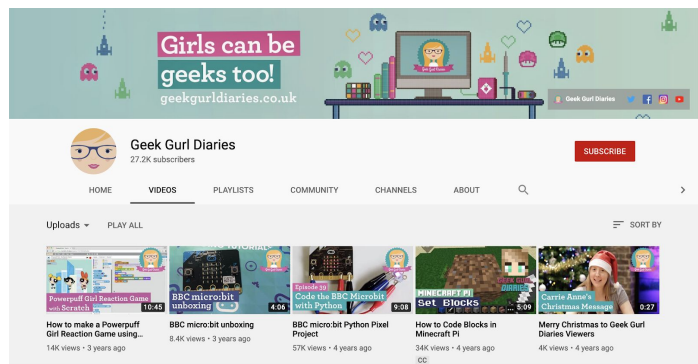 Girls can be
geeks too!
geekgurldiaries.co.uk
Geek Gurl Diaries
Geek Gurl Diaries
27.2K subscribers
SUBSCRIBE
HOME VIDEOS PLAYLISTS COMMUNITY CHANNELS ABOUT
Uploads PLAY ALL SORT BY
Powerpuff Girl Reaction Game
with Scratch
10:45
BBC micro:bit
unboxing
4:06
Episode 39
Code the BBC Microbit
with Python
9:08
MINECRAFT.PI
Set Blocks
GEEK GURL
DIARIES
5:09
Carrie Anne's
Christmas Message
0:27
How to make a Powerpuff
Girl Reaction Game using...
14K views • 3 years ago
BBC micro:bit unboxing
8.4K views • 3 years ago
BBC micro:bit Python Pixel
Project
57K views • 4 years ago
How to Code Blocks in
Minecraft Pi
34K views • 4 years ago
CC
Merry Christmas to Geek Gurl
Diaries Viewers
4K views • 4 years ago